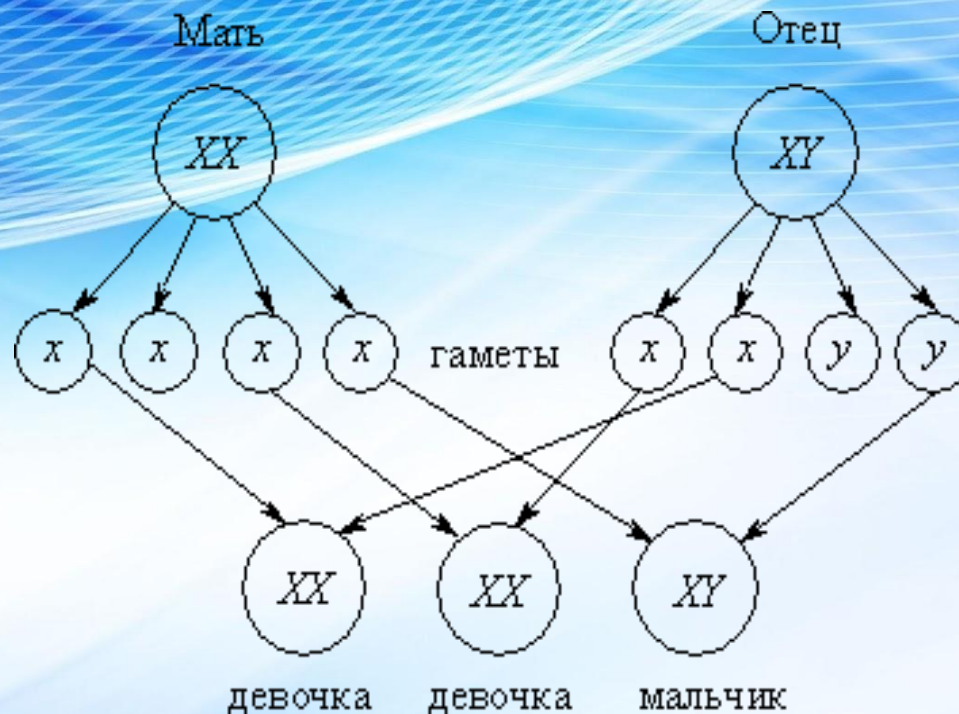 Мать Отец
XX XY
x x x x гаметы x x y y
XX XX XY
девочка девочка мальчик